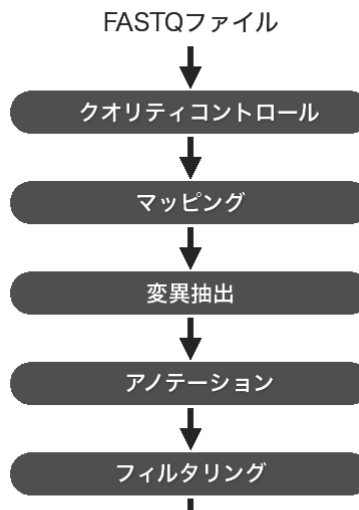 FASTQファイル
クオリティコントロール
マッピング
変異抽出
アノテーション
フィルタリング